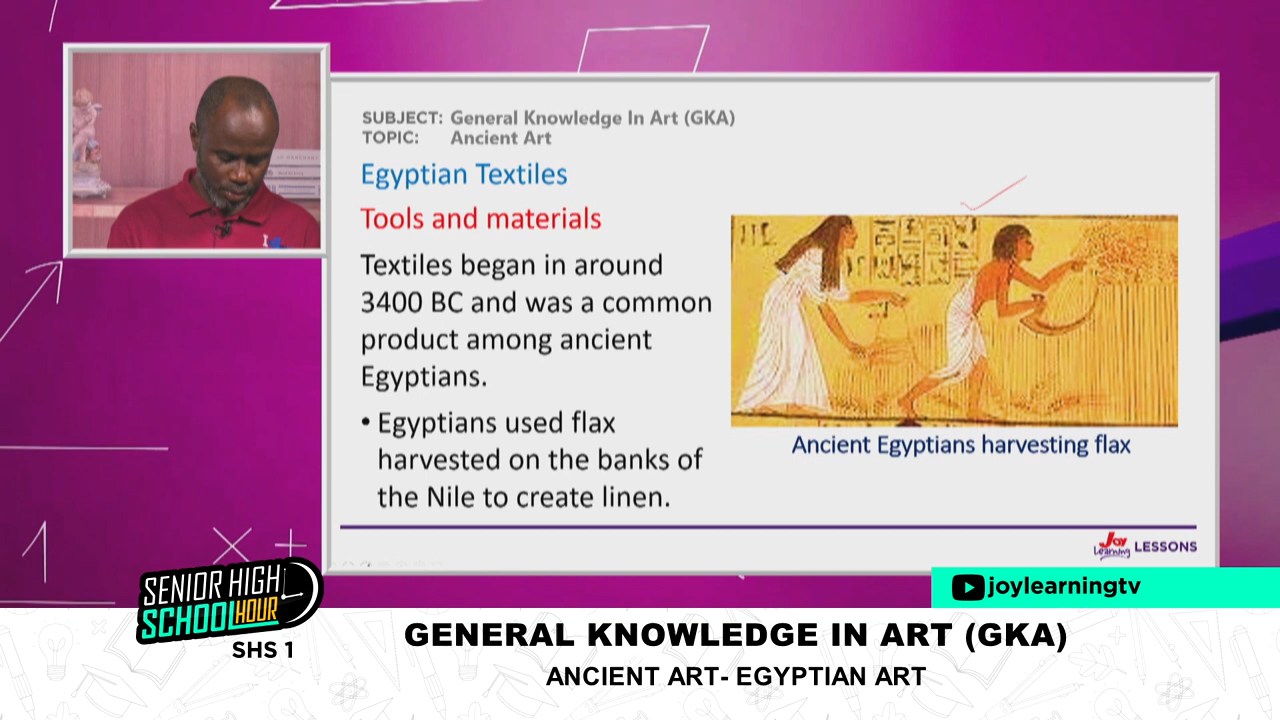 SUBJECT: General Knowledge In Art (GKA)
TOPIC: Ancient Art
Egyptian Textiles
Tools and materials
Textiles began in around
3400 BC and was a common
product among ancient
Egyptians.
• Egyptians used flax
harvested on the banks of
the Nile to create linen.
Ancient Egyptians harvesting flax
Joy Learning LESSONS
joylearningtv
SENIOR HIGH
SCHOOL HOUR
SHS 1
GENERAL KNOWLEDGE IN ART (GKA)
ANCIENT ART- EGYPTIAN ART